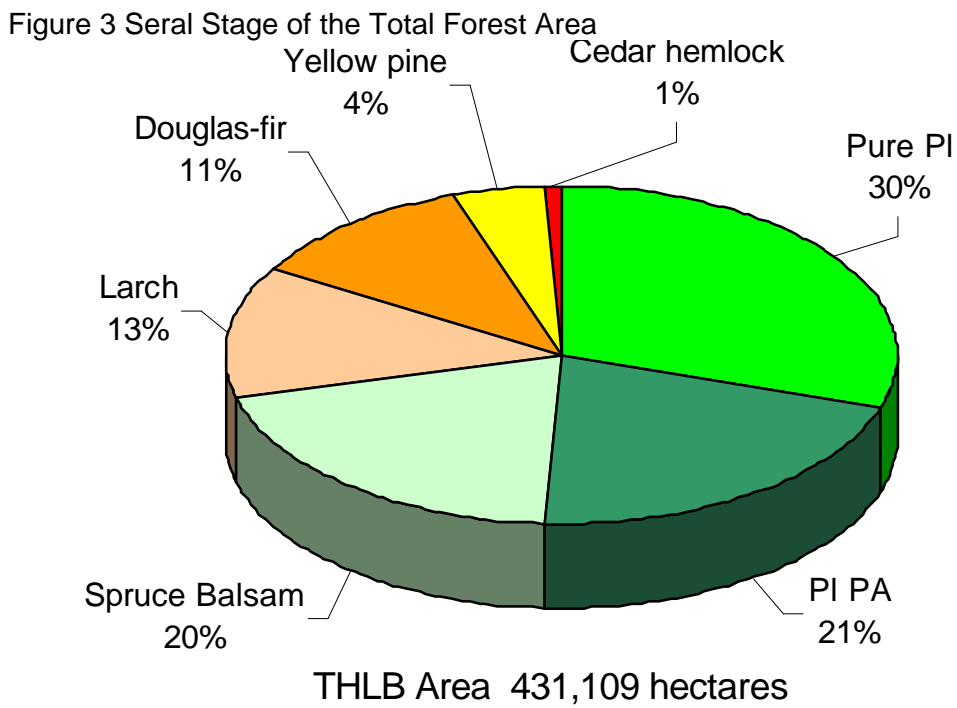 Figure 3 Seral Stage of the Total Forest Area
Yellow pine
4%
Cedar hemlock
1%
Douglas-fir
11%
Pure Pl
30%
Larch
13%
Spruce Balsam
20%
Pl PA
21%
THLB Area 431,109 hectares